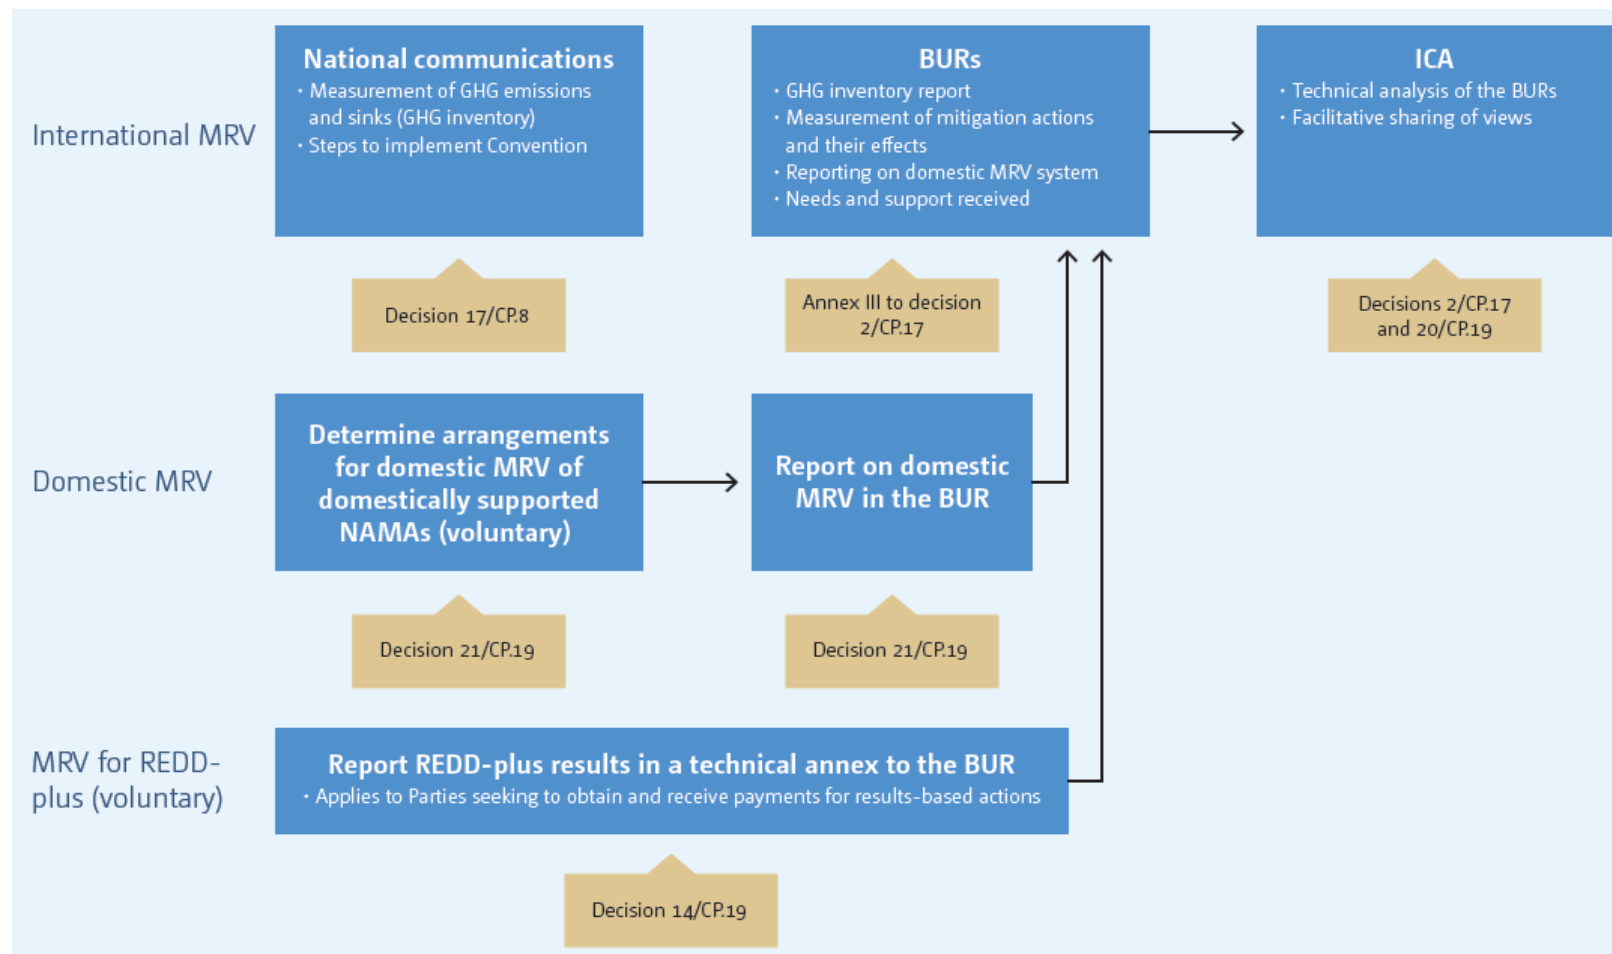 National communications
• Measurement of GHG emissions
and sinks (GHG inventory)
• Steps to implement Convention
BURs
• GHG inventory report
• Measurement of mitigation actions
and their effects
• Reporting on domestic MRV system
• Needs and support received
ICA
• Technical analysis of the BURs
• Facilitative sharing of views
International MRV
Decision 17/CP.8
Annex III to decision
2/CP.17
Decisions 2/CP.17
and 20/CP.19
Domestic MRV
Determine arrangements
for domestic MRV of
domestically supported
NAMAs (voluntary)
Report on domestic
MRV in the BUR
Decision 21/CP.19
Decision 21/CP.19
MRV for REDD-
plus (voluntary)
Report REDD-plus results in a technical annex to the BUR
• Applies to Parties seeking to obtain and receive payments for results-based actions
Decision 14/CP.19